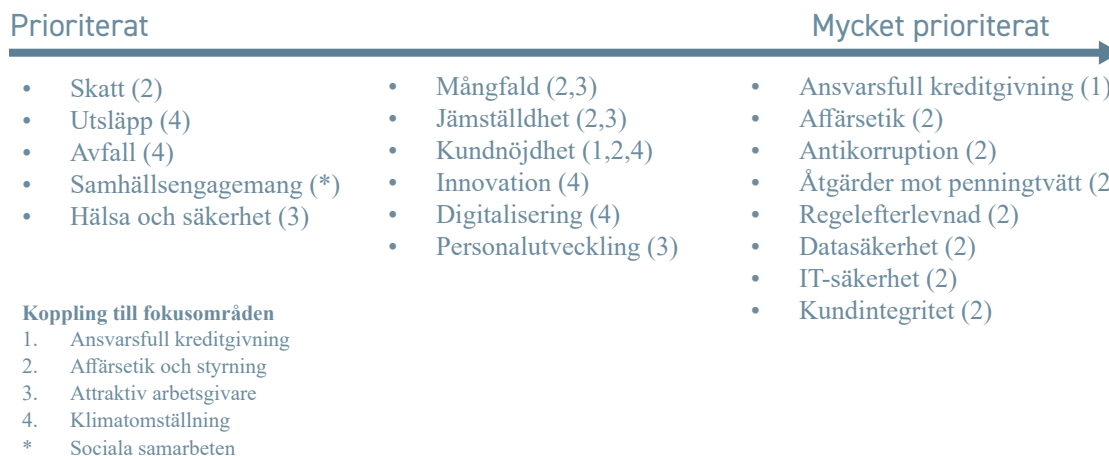 Prioriterat
Mycket prioriterat
• Skatt (2)
• Utsläpp (4)
• Avfall (4)
• Samhällsengagemang (*)
• Hälsa och säkerhet (3)
• Mångfald (2,3)
• Jämställdhet (2,3)
• Kundnöjdhet (1,2,4)
• Innovation (4)
• Digitalisering (4)
• Personalutveckling (3)
• Ansvarsfull kreditgivning (1)
• Affärsetik (2)
• Antikorruption (2)
• Åtgärder mot penningtvätt (2
• Regelefterlevnad (2)
• Datasäkerhet (2)
• IT-säkerhet (2)
• Kundintegritet (2)
Koppling till fokusområden
1. Ansvarsfull kreditgivning
2. Affärsetik och styrning
3. Attraktiv arbetsgivare
4. Klimatomställning
* Sociala samarbeten